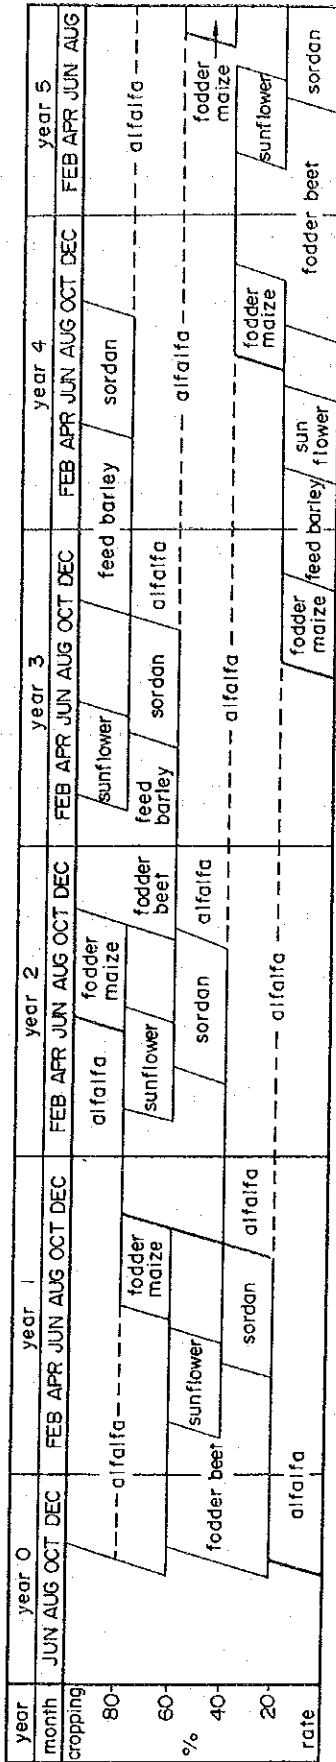 year year 0 year 1 year 2 year 3 year 4 year 5
month JUN AUG OCT DEC FEB APR JUN AUG OCT DEC FEB APR JUN AUG OCT DEC FEB APR JUN AUG OCT DEC FEB APR JUN AUG OCT DEC FEB APR JUN AUG
cropping
80
60
%
40
20
rate
alfalfa
fodder beet
alfalfa
fodder maize
sunflower
sordan
alfalfa
alfalfa
fodder maize
sunflower
fodder beet
sordan
alfalfa
alfalfa
sunflower
feed barley
sordan
alfalfa
alfalfa
fodder maize
feed barley
sordan
sun flower
fodder maize
fodder beet
alfalfa
alfalfa
fodder maize
sunflower
sordan